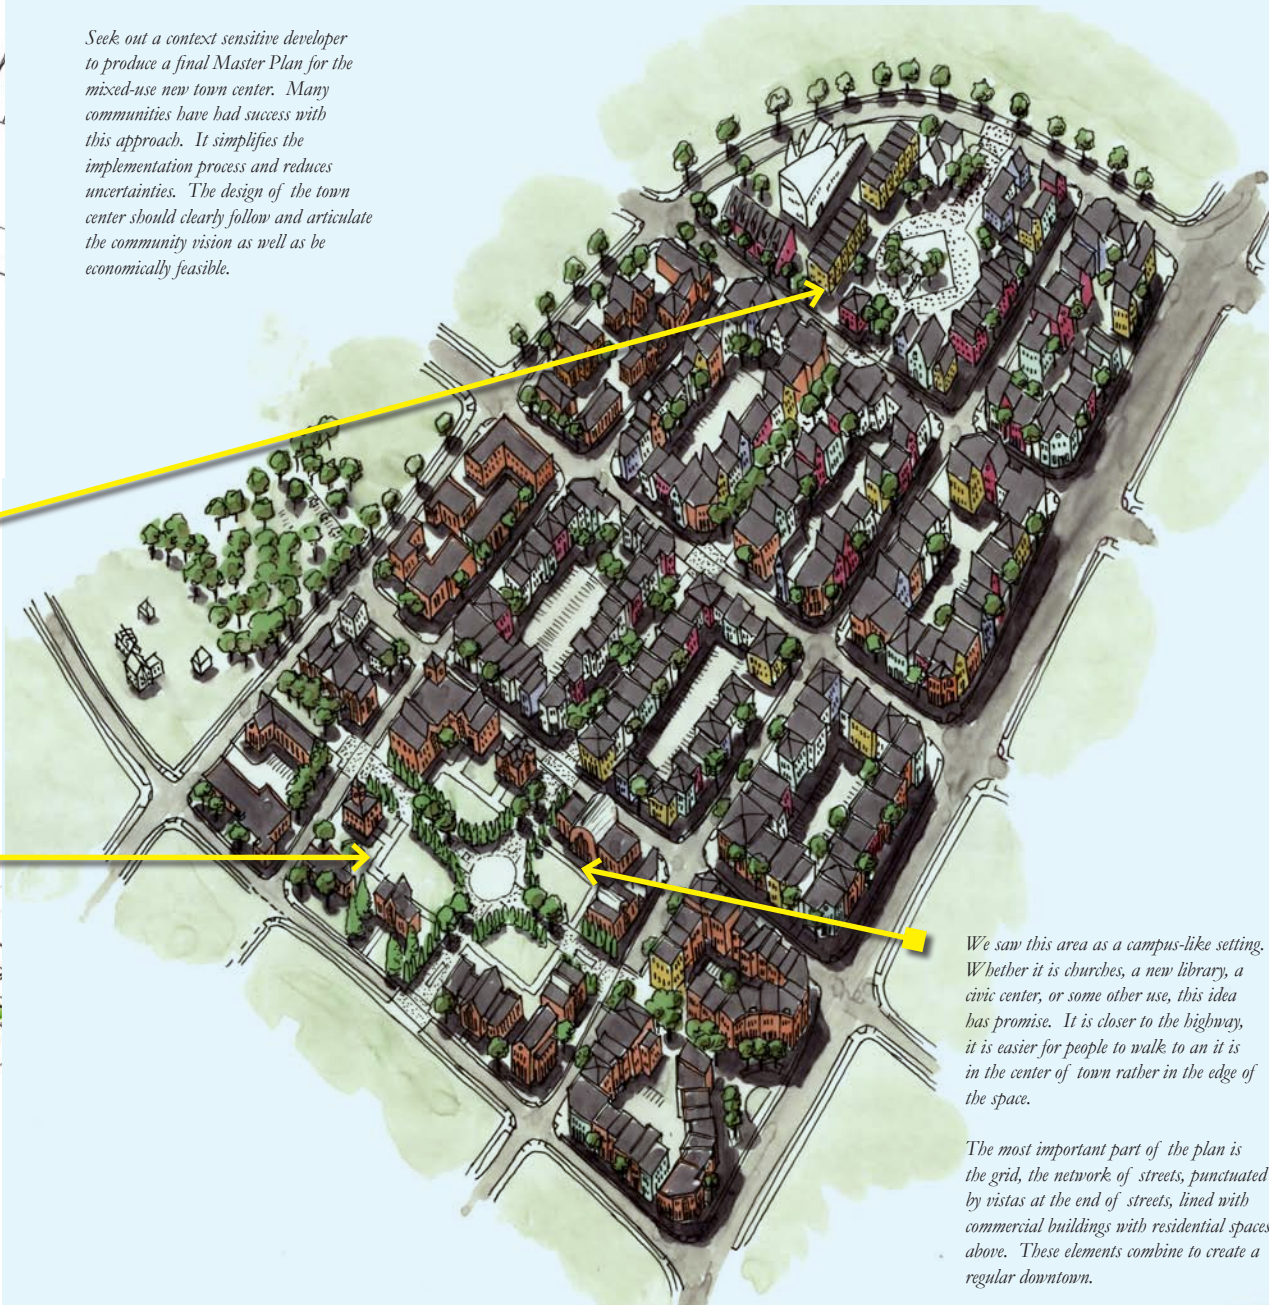 Seek out a context sensitive developer
to produce a final Master Plan for the
mixed-use new town center. Many
communities have had success with
this approach. It simplifies the
implementation process and reduces
uncertainties. The design of the town
center should clearly follow and articulate
the community vision as well as be
economically feasible.
We saw this area as a campus-like setting.
Whether it is churches, a new library, a
civic center, or some other use, this idea
has promise. It is closer to the highway,
it is easier for people to walk to an it is
in the center of town rather in the edge of
the space.
The most important part of the plan is
the grid, the network of streets, punctuated
by vistas at the end of streets, lined with
commercial buildings with residential spaces
above. These elements combine to create a
regular downtown.